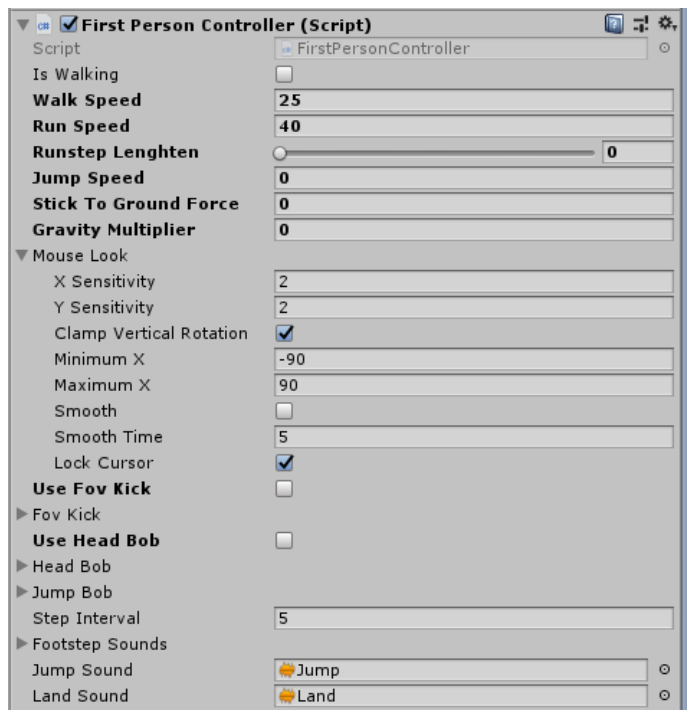 First Person Controller (Script)
Script FirstPersonController
Is Walking
Walk Speed 25
Run Speed 40
Runstep Lenghten 0
Jump Speed 0
Stick To Ground Force 0
Gravity Multiplier 0
Mouse Look
X Sensitivity 2
Y Sensitivity 2
Clamp Vertical Rotation
Minimum X -90
Maximum X 90
Smooth
Smooth Time 5
Lock Cursor
Use Fov Kick
Fov Kick
Use Head Bob
Head Bob
Jump Bob
Step Interval 5
Footstep Sounds
Jump Sound Jump
Land Sound Land